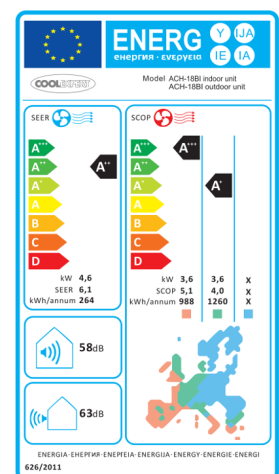 ENERG Y IJA
енергия · ενεργεια IE IA
COOLEXPERT
Model ACH-18BI indoor unit
ACH-18BI outdoor unit
SEER
SCOP
A+++
A++
A+
A
B
C
D
A++
A+++
A++
A+
A
B
C
D
A+++
A+
kW 4,6
SEER 6,1
kWh/annum 264
kW 3,6 3,6 X
SCOP 5,1 4,0 X
kWh/annum 988 1260 X
58dB
63dB
ENERGIA·ЕНЕРГИЯ·ΕΝΕΡΓΕΙΑ·ENERGIJA·ENERGY·ENERGIE·ENERGI
626/2011